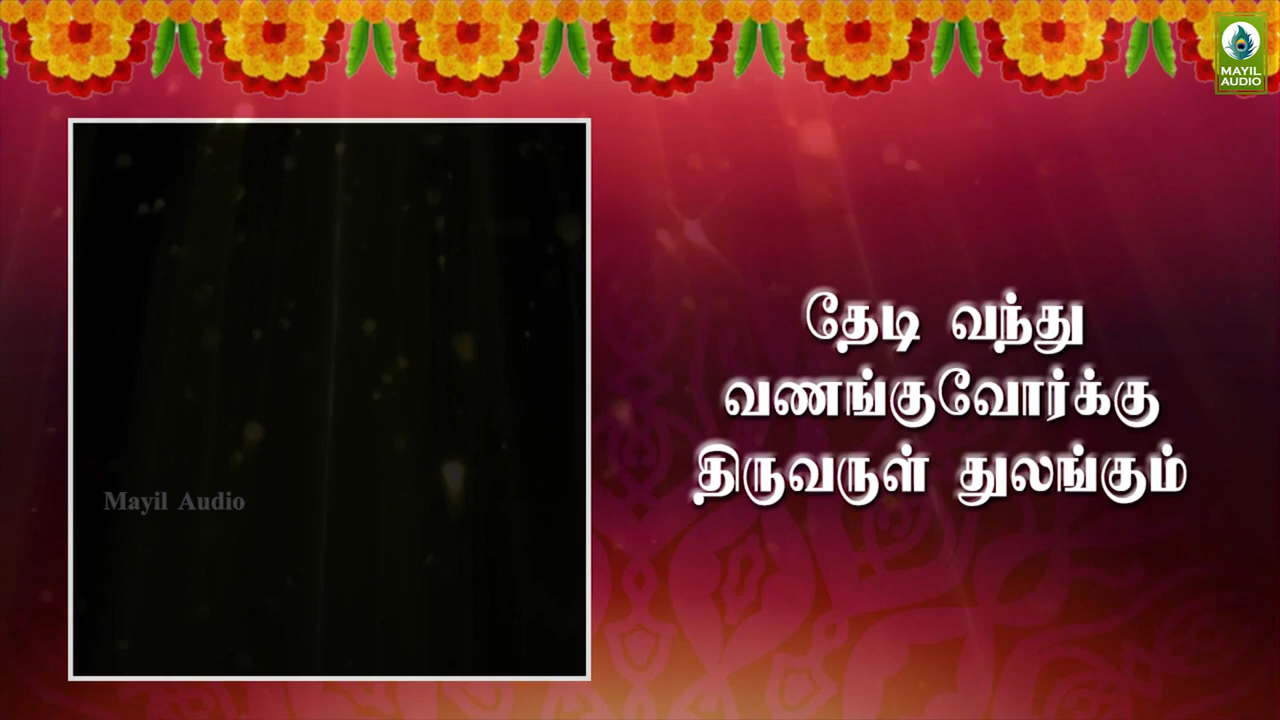 MAYIL
AUDIO
தேடி வந்து
வணங்குவோர்க்கு
திருவருள் துலங்கும்
Mayil Audio